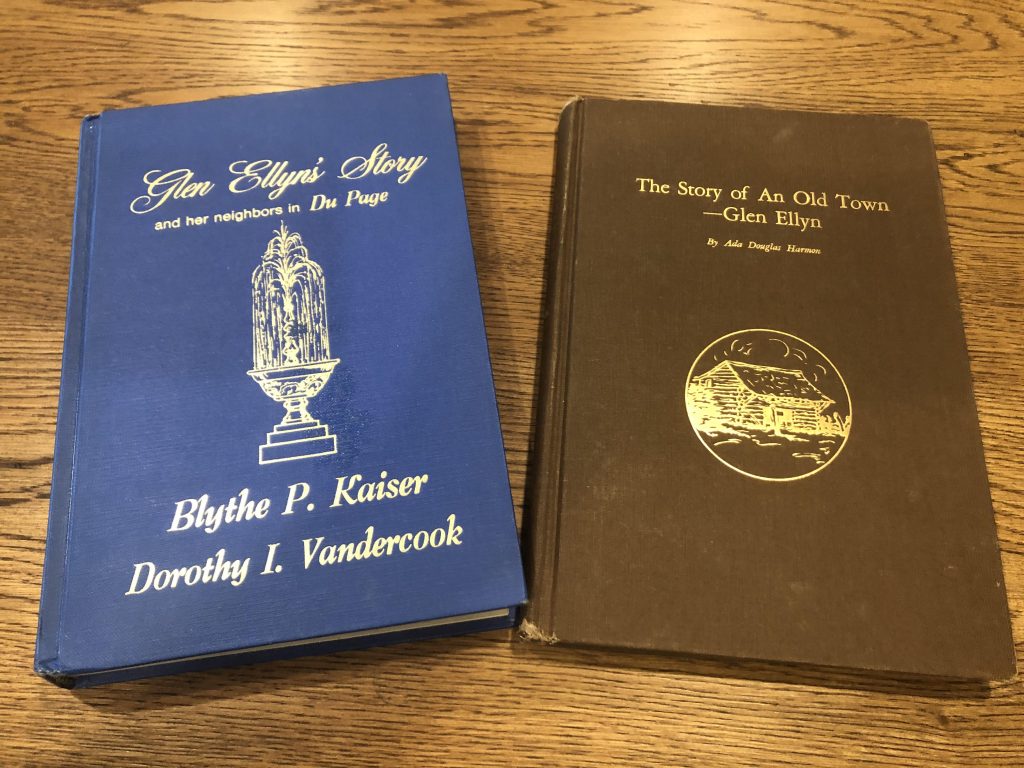 Glen Ellyn's Story
and her neighbors in Du Page
Blythe P. Kaiser
Dorothy I. Vandercook
The Story of An Old Town
—Glen Ellyn
By Ada Douglas Harmon